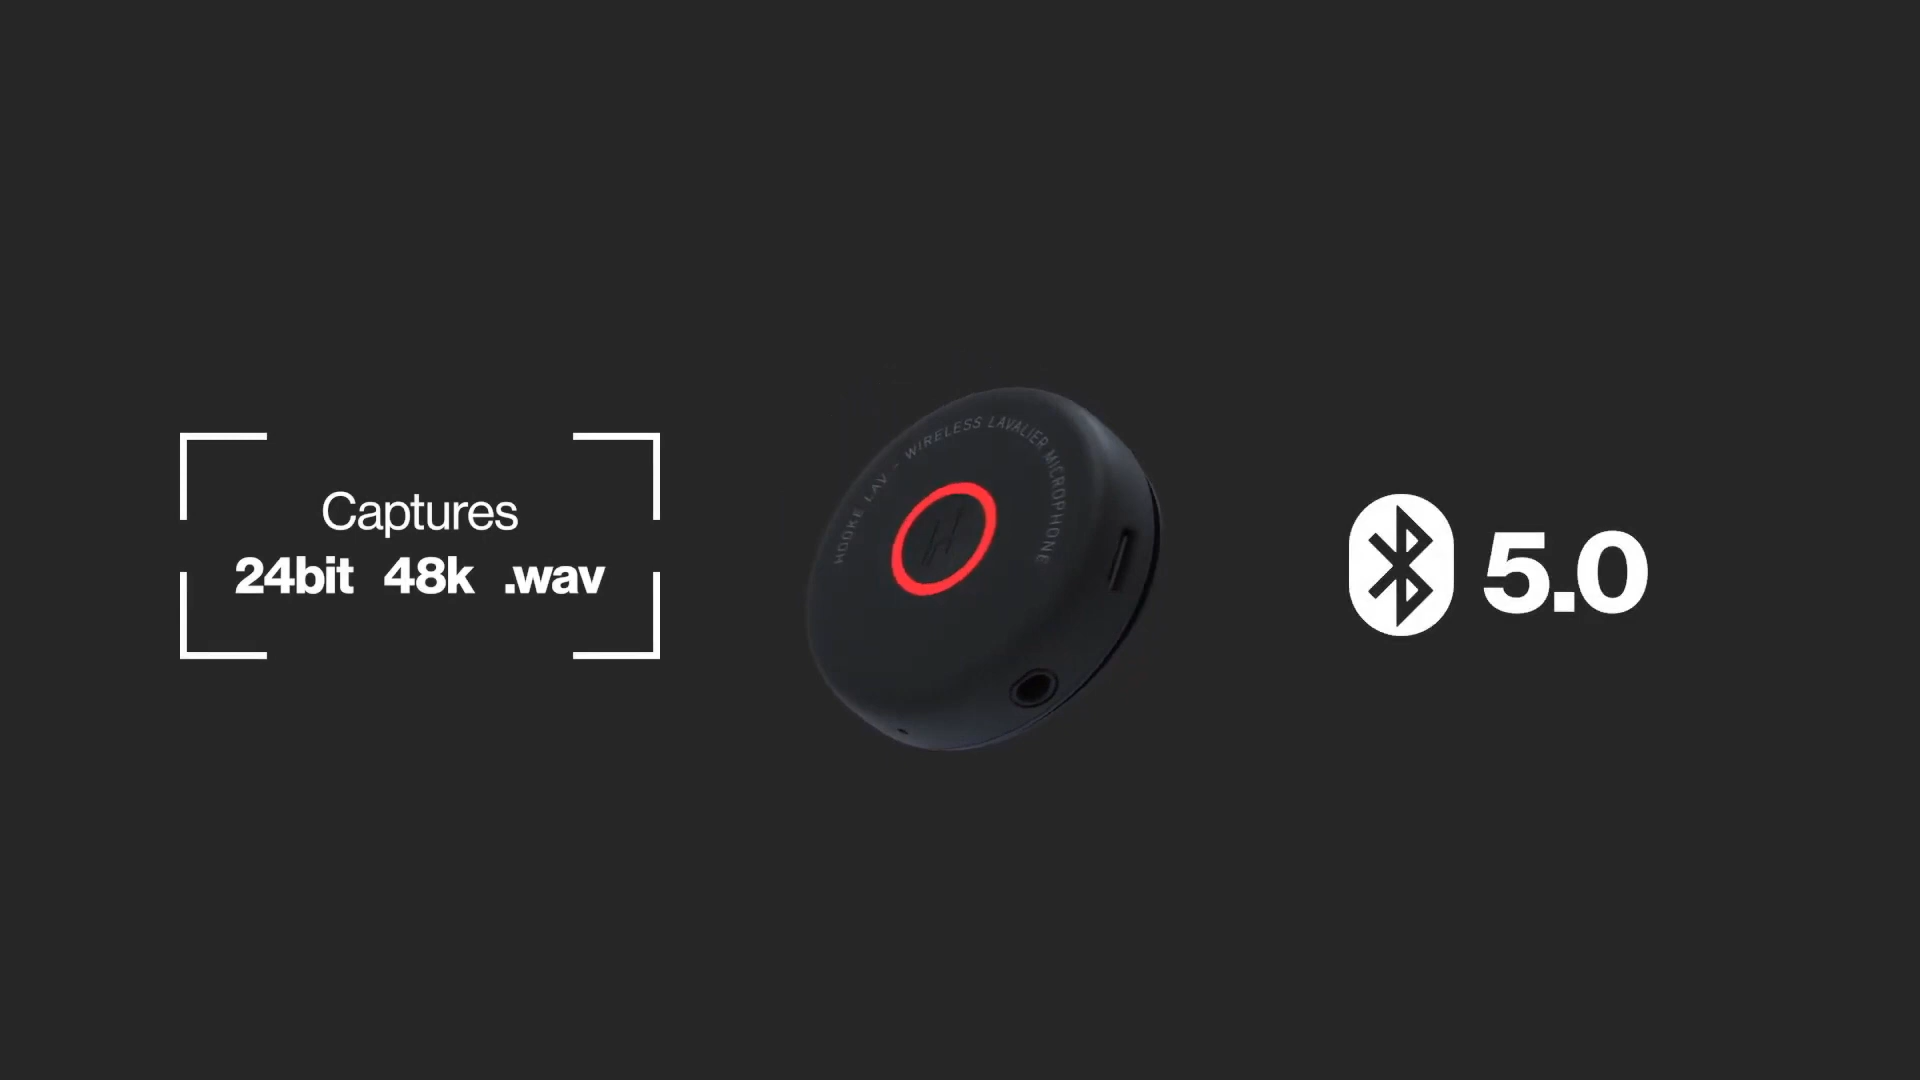 Captures
24bit 48k .wav
HOOKE LAV - WIRELESS LAVALIER MICROPHONE
5.0